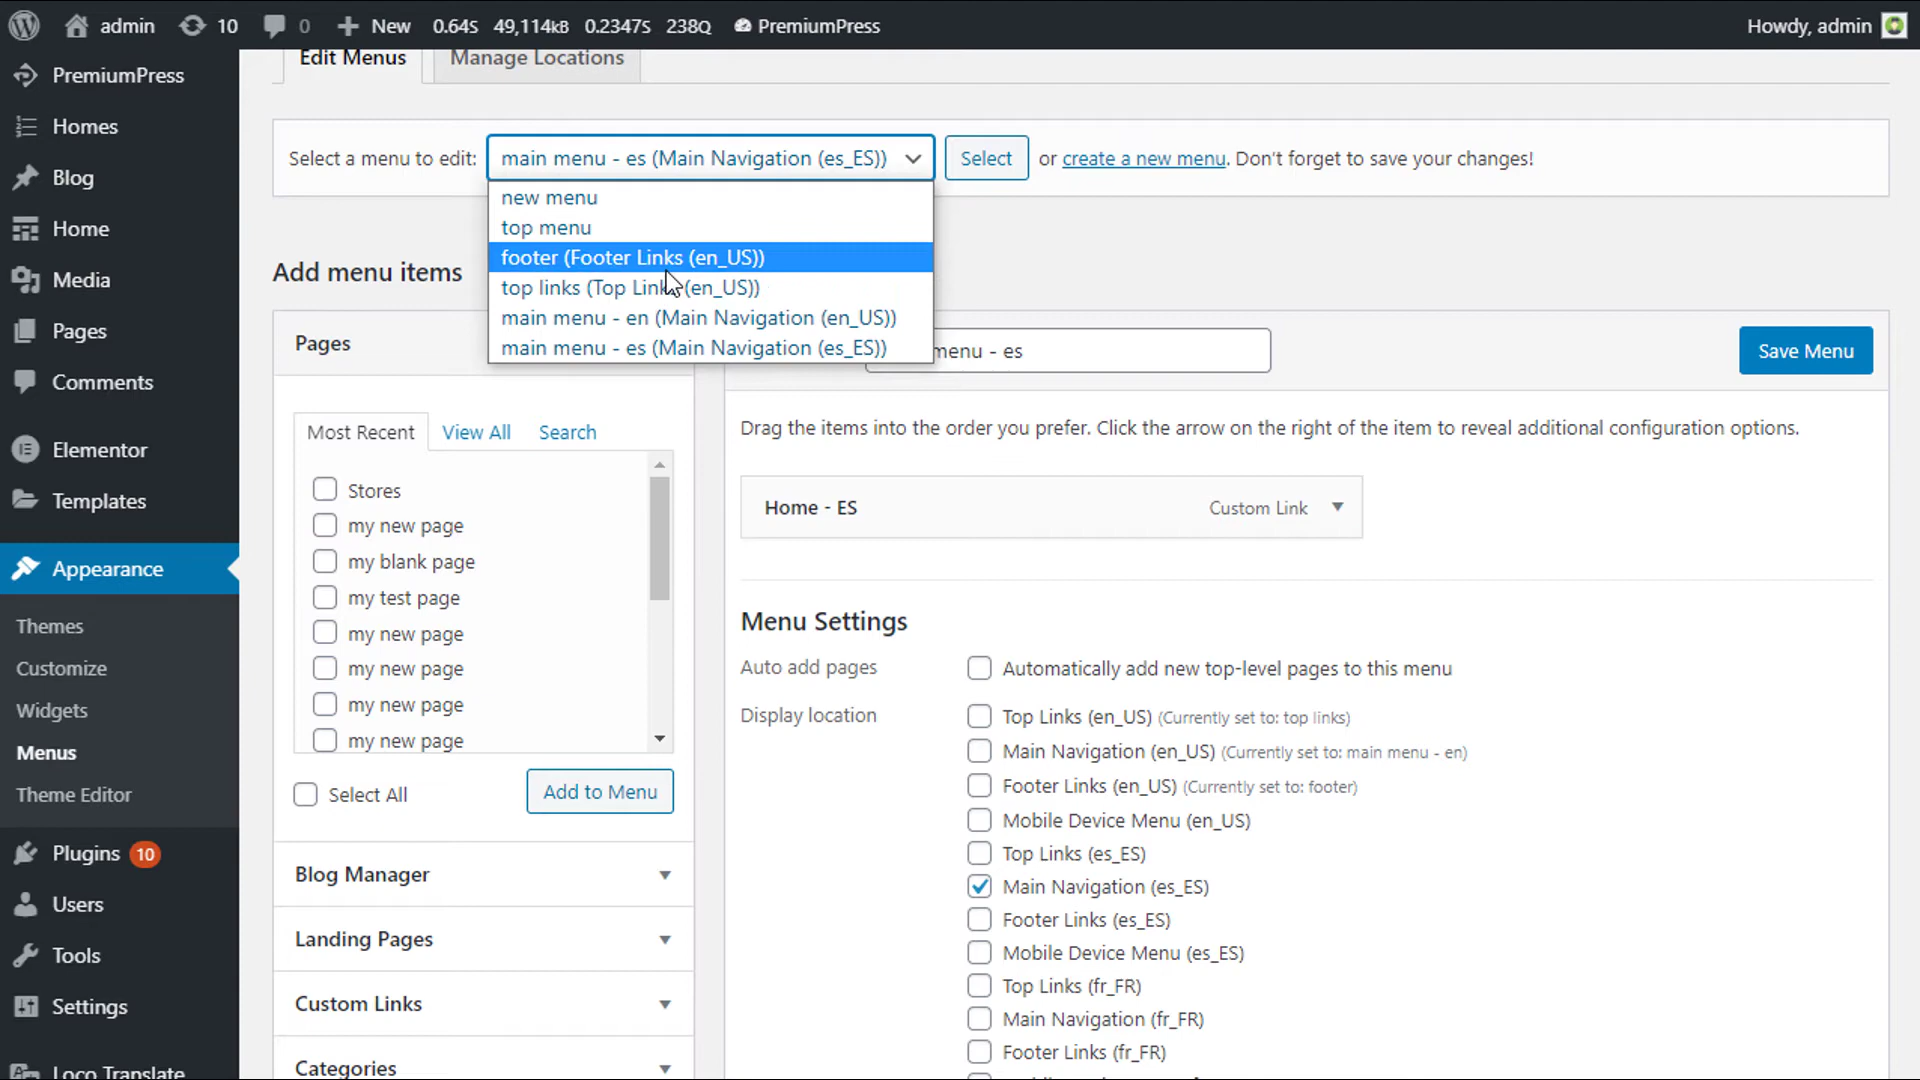 admin
10
0
New
0.64S
49,114kB
0.2347S
238Q
PremiumPress
Howdy, admin
PremiumPress
Homes
Blog
Home
Media
Pages
Comments
Elementor
Templates
Appearance
Themes
Customize
Widgets
Menus
Theme Editor
Plugins 10
Users
Tools
Settings
Loco Translate
Edit Menus
Manage Locations
Select a menu to edit: main menu - es (Main Navigation (es_ES)) Select or create a new menu. Don't forget to save your changes!
new menu
top menu
footer (Footer Links (en_US))
top links (Top Links (en_US))
main menu - en (Main Navigation (en_US))
main menu - es (Main Navigation (es_ES))
Add menu items
Pages
Most Recent
View All
Search
Stores
my new page
my blank page
my test page
my new page
my new page
my new page
my new page
Select All
Add to Menu
Blog Manager
Landing Pages
Custom Links
Categories
menu - es
Save Menu
Drag the items into the order you prefer. Click the arrow on the right of the item to reveal additional configuration options.
Home - ES
Custom Link
Menu Settings
Auto add pages
Automatically add new top-level pages to this menu
Display location
Top Links (en_US) (Currently set to: top links)
Main Navigation (en_US) (Currently set to: main menu - en)
Footer Links (en_US) (Currently set to: footer)
Mobile Device Menu (en_US)
Top Links (es_ES)
Main Navigation (es_ES)
Footer Links (es_ES)
Mobile Device Menu (es_ES)
Top Links (fr_FR)
Main Navigation (fr_FR)
Footer Links (fr_FR)